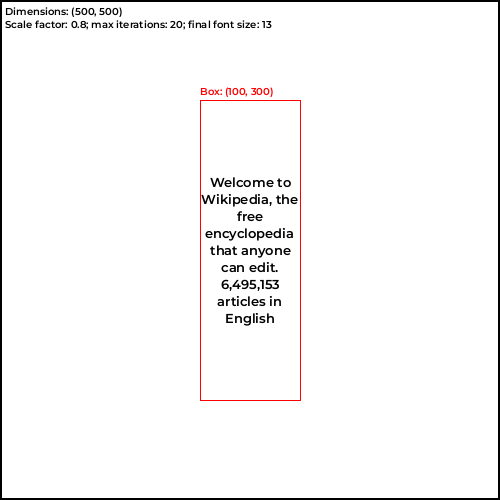 Dimensions: (500, 500)
Scale factor: 0.8; max iterations: 20; final font size: 13
Box: (100, 300)
Welcome to
Wikipedia, the
free
encyclopedia
that anyone
can edit.
6,495,153
articles in
English